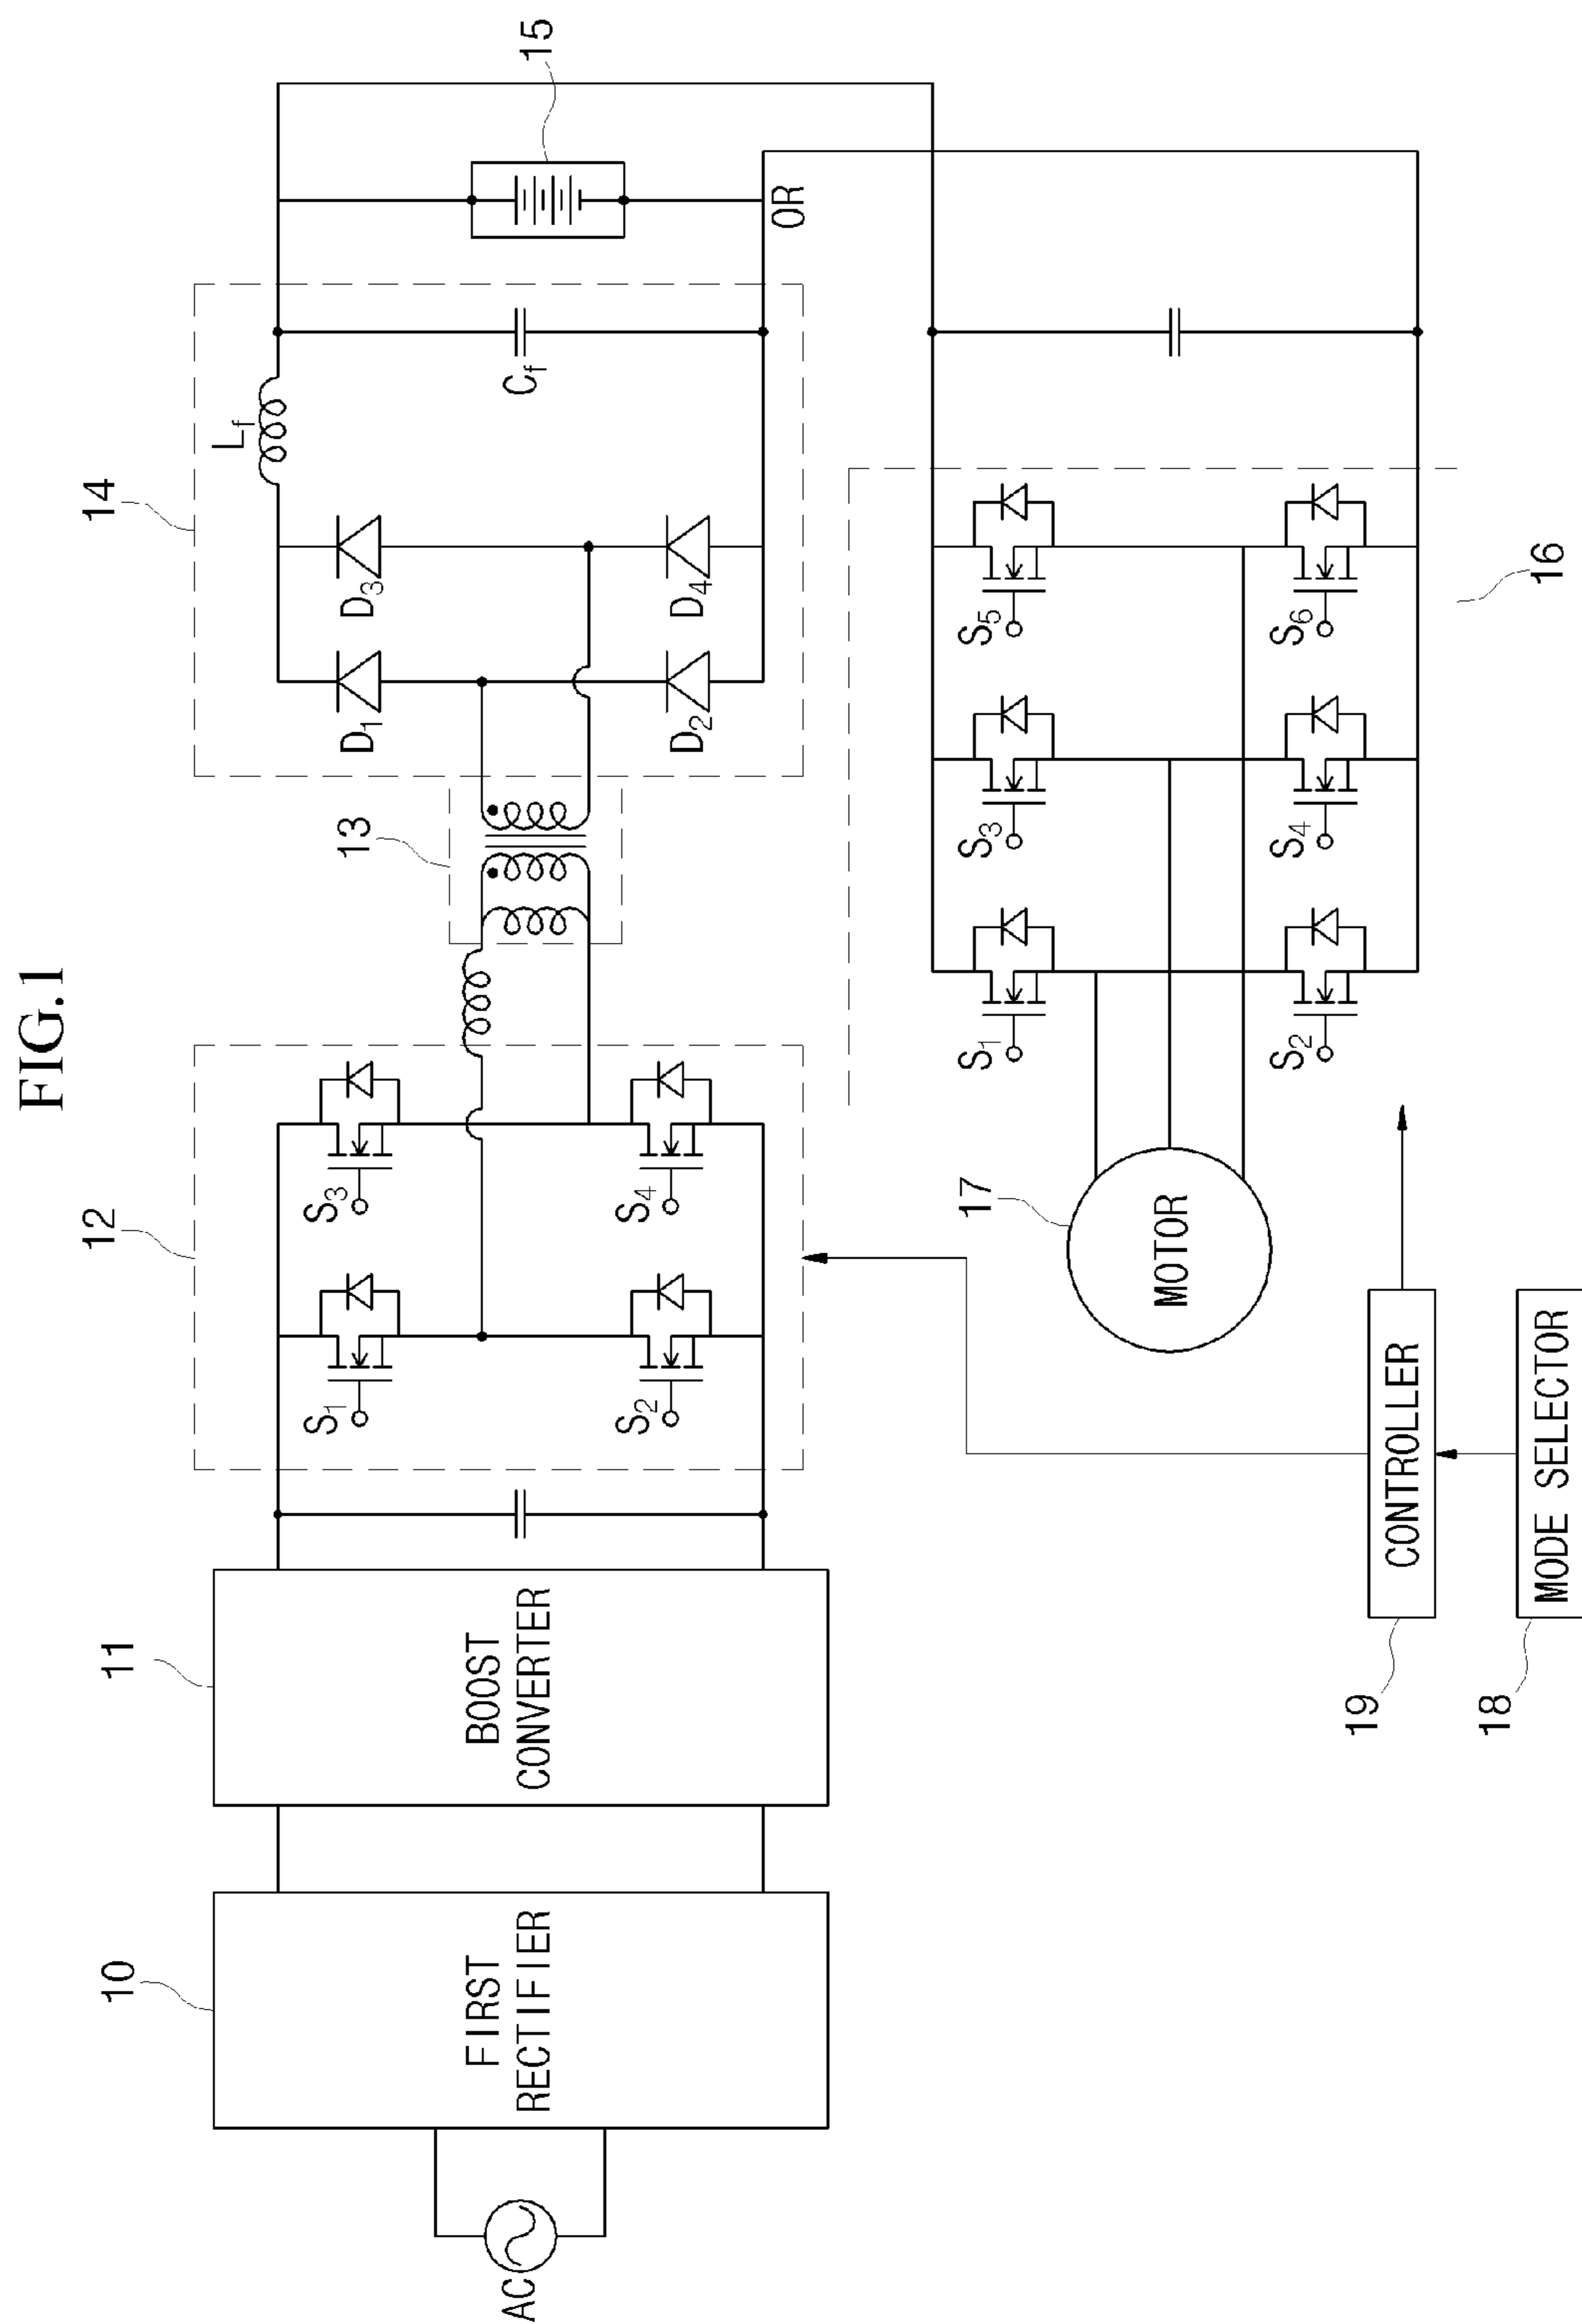 FIG.1
10
11
12
13
14
15
AC
FIRST
RECTIFIER
BOOST
CONVERTER
S1
S3
S2
S4
D1
D3
D2
D4
Lf
Cf
OR
17
MOTOR
S1
S3
S5
S2
S4
S6
16
19
CONTROLLER
18
MODE SELECTOR